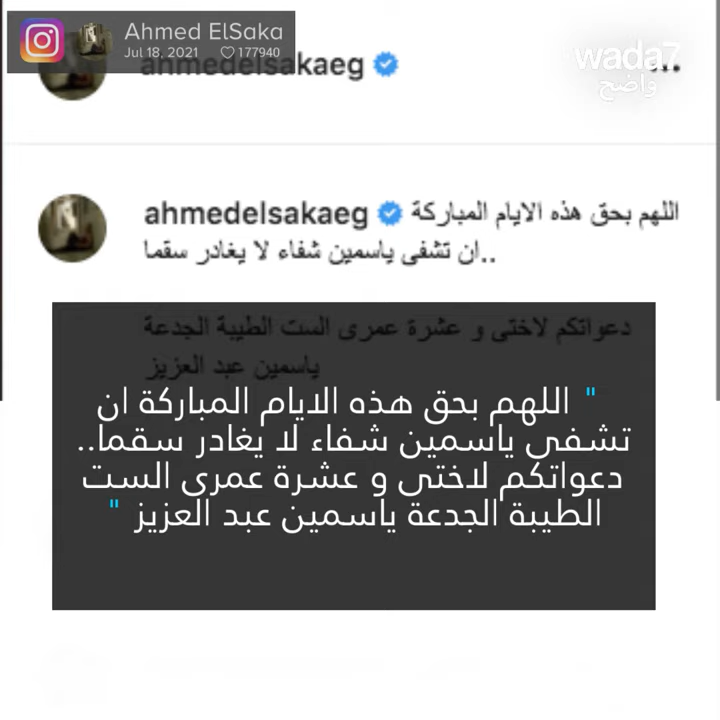 Ahmed ElSaka
Jul 18, 2021 ♡ 177940
wada7
واضح
ahmedelsakaeg
...
ahmedelsakaeg اللهم بحق هذه الايام المباركة
ان تشفى ياسمين شفاء لا يغادر سقما..
دعواتكم لاختى و عشرة عمرى الست الطيبة الجدعة
ياسمين عبد العزيز
" اللهم بحق هذه الايام المباركة ان
تشفى ياسمين شفاء لا يغادر سقما..
دعواتكم لاختى و عشرة عمرى الست
الطيبة الجدعة ياسمين عبد العزيز "